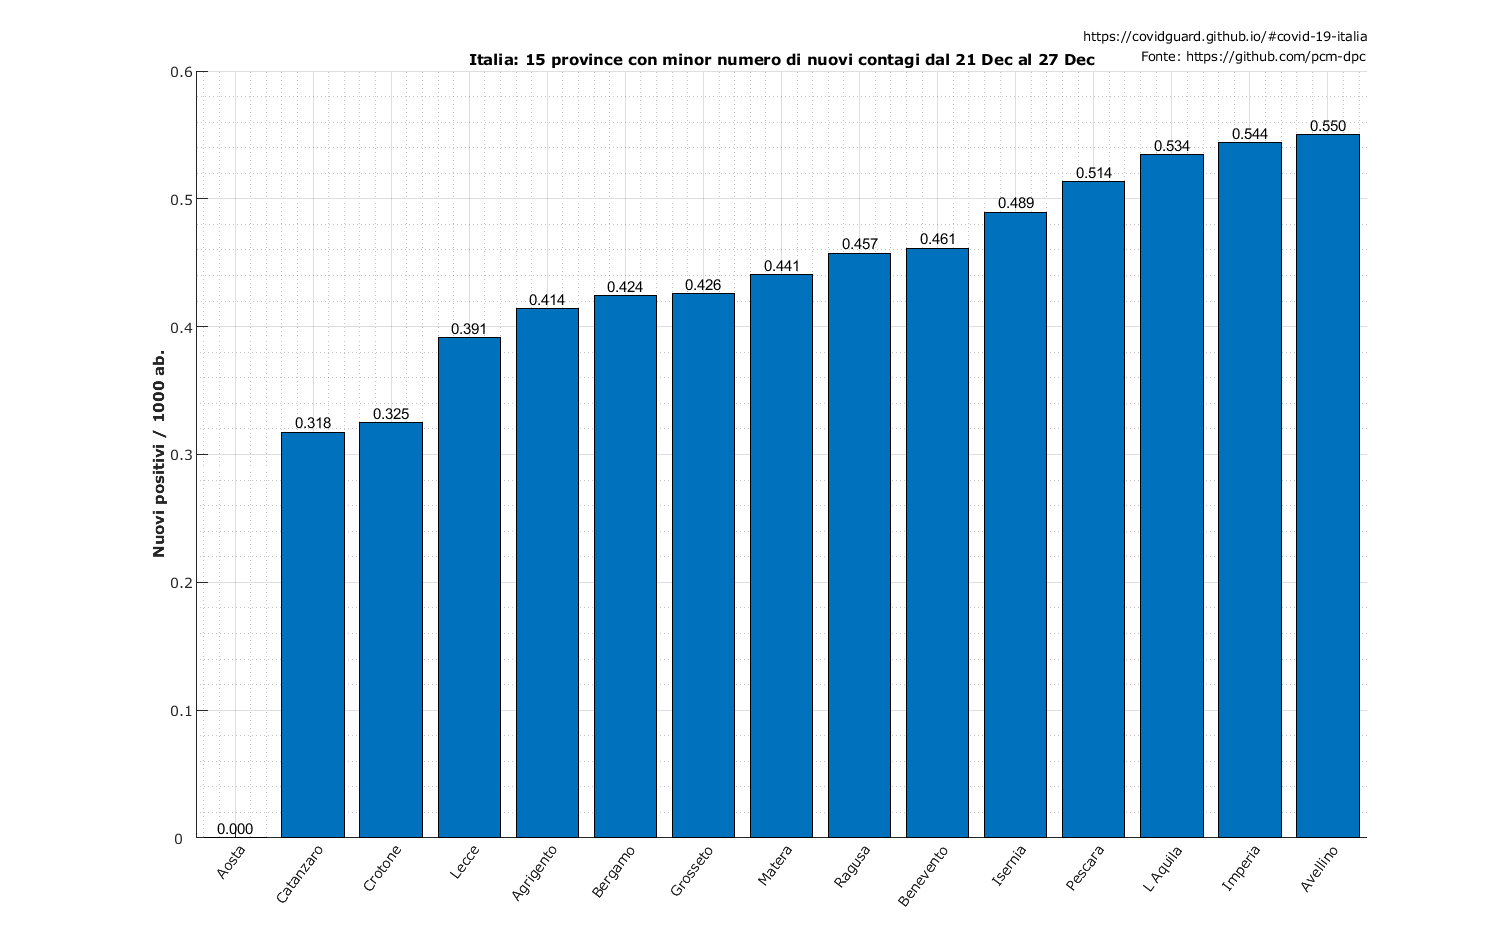 https://covidguard.github.io/#covid-19-italia
Italia: 15 province con minor numero di nuovi contagi dal 21 Dec al 27 Dec
Fonte: https://github.com/pcm-dpc
Nuovi positivi / 1000 ab.
0.6
0.5
0.4
0.3
0.2
0.1
0
0.000
0.318
0.325
0.391
0.414
0.424
0.426
0.441
0.457
0.461
0.489
0.514
0.534
0.544
0.550
Aosta
Catanzaro
Crotone
Lecce
Agrigento
Bergamo
Grosseto
Matera
Ragusa
Benevento
Isernia
Pescara
L Aquila
Imperia
Avellino